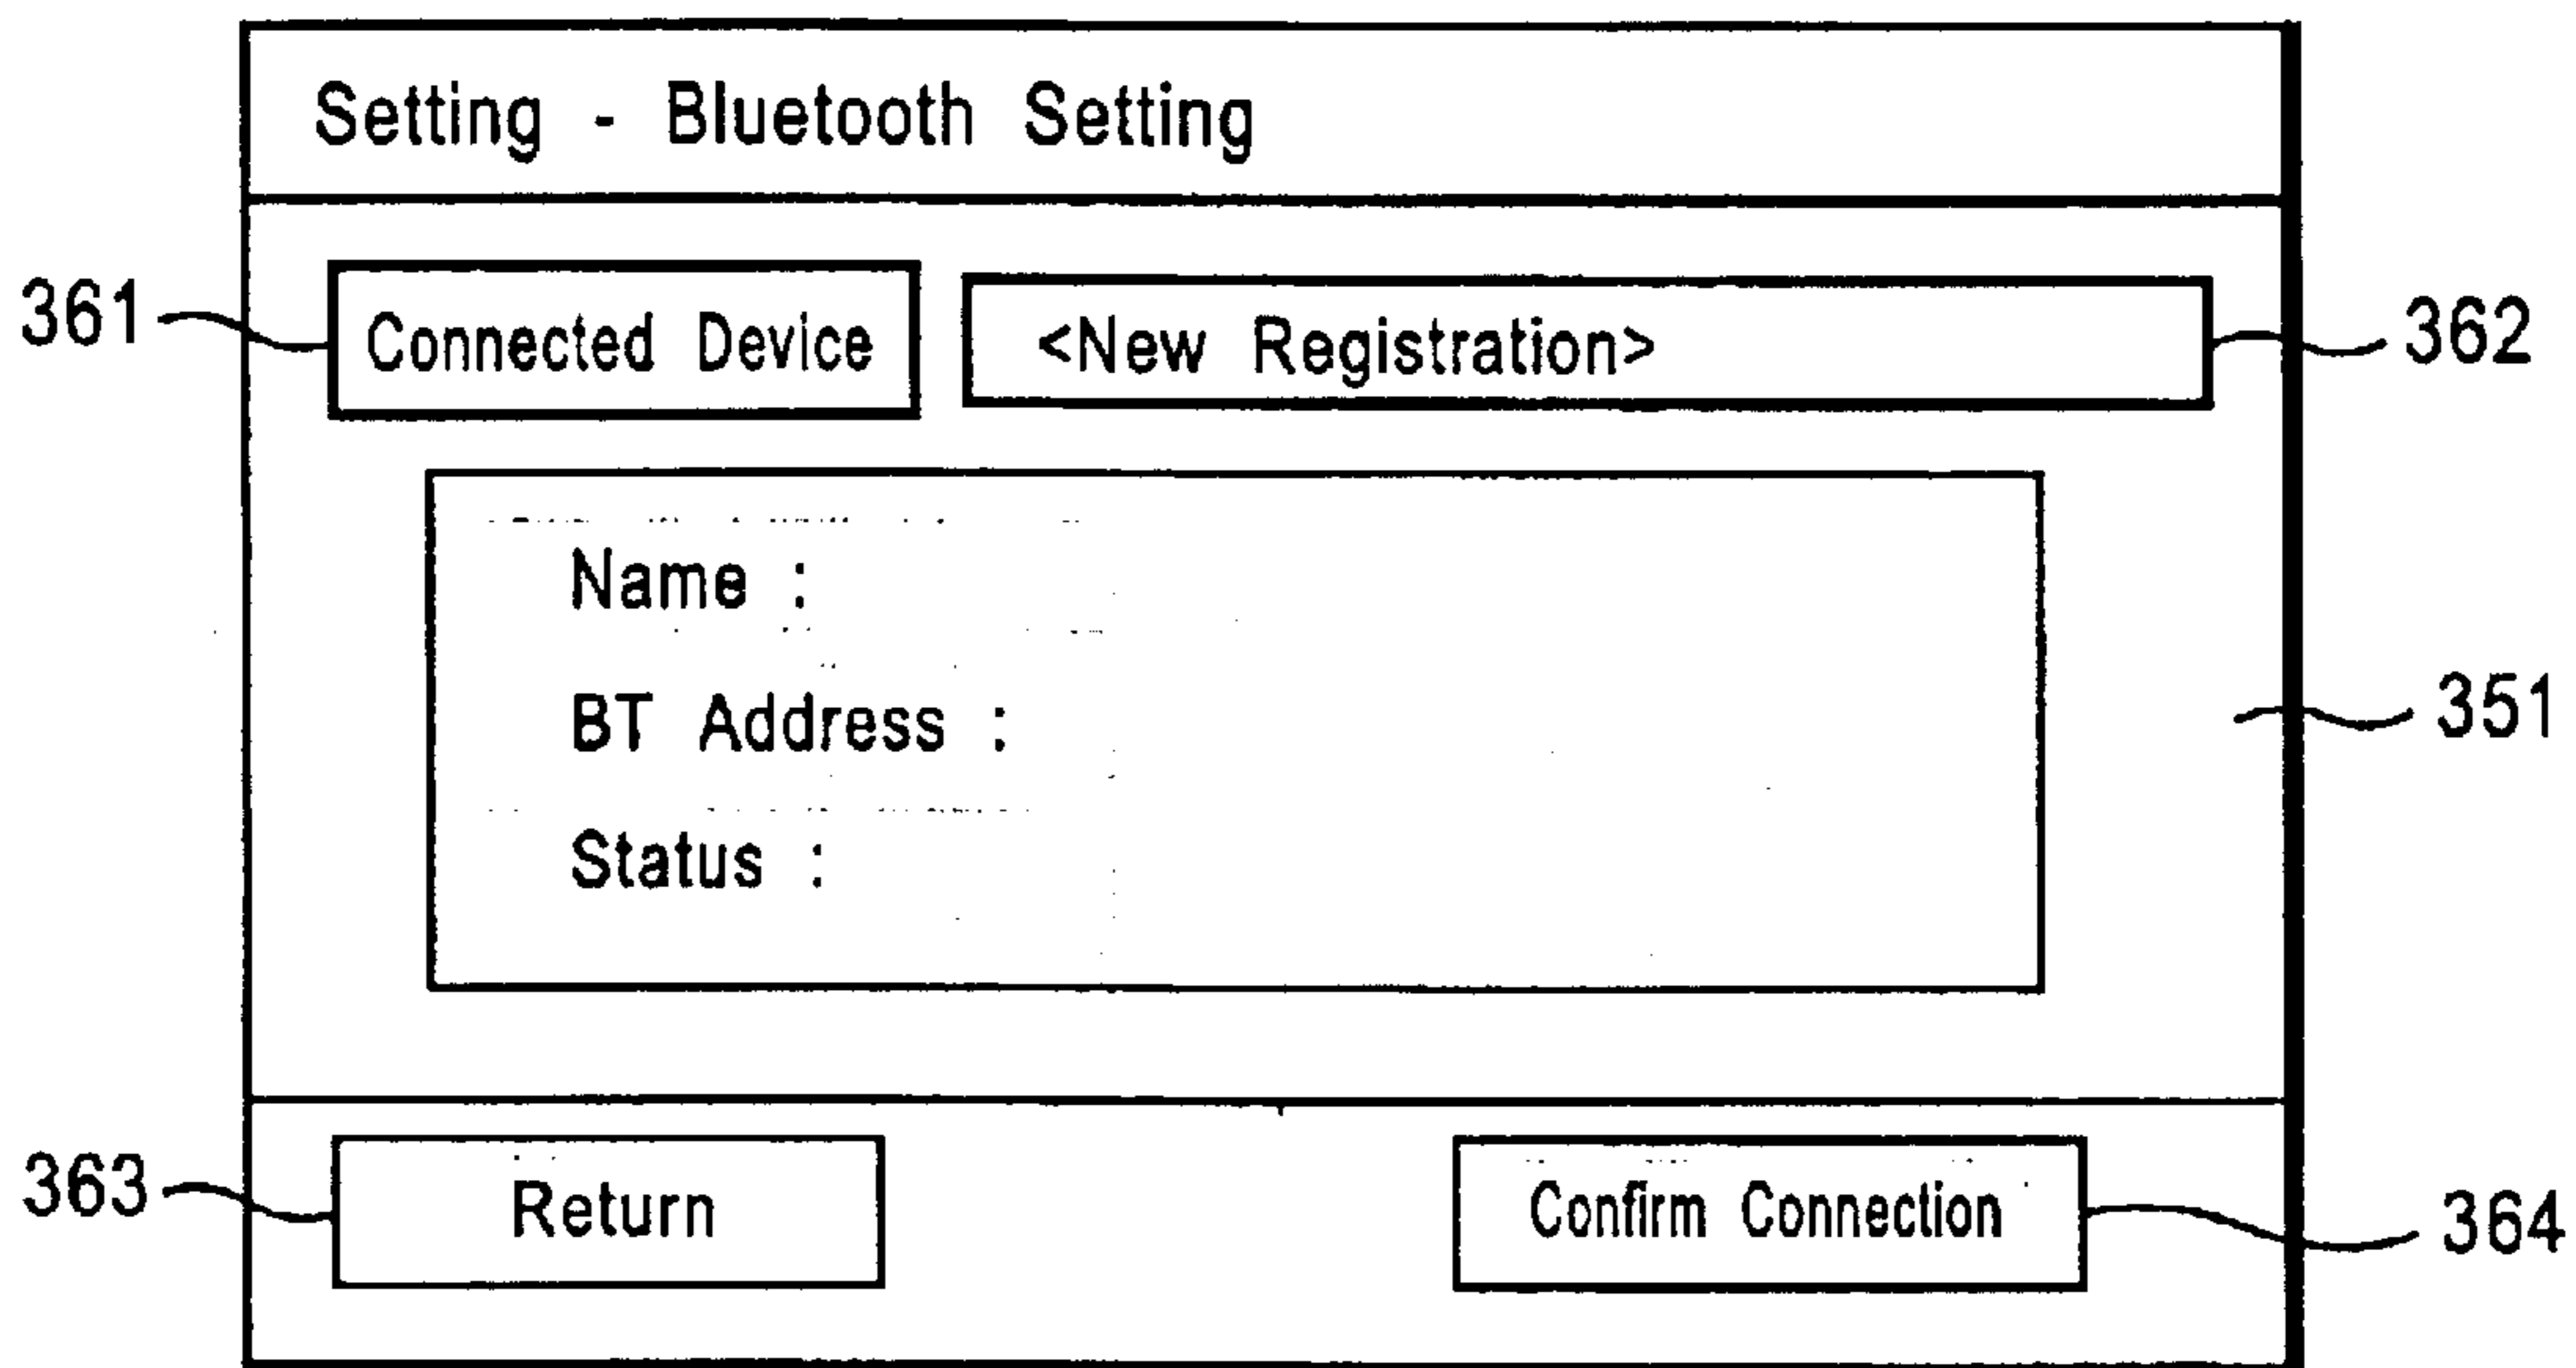 Setting - Bluetooth Setting
361 Connected Device <New Registration> 362
Name :
BT Address : 351
Status :
363 Return Confirm Connection 364